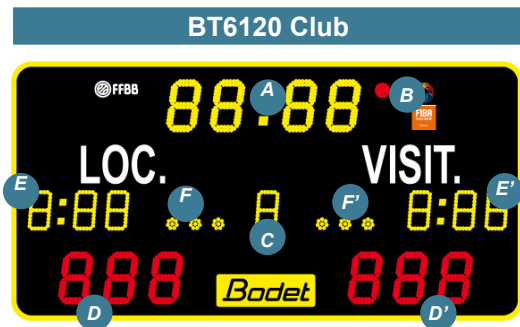 BT6120 Club
FFBB 88:88 A B
FIBA
LOC. VISIT.
E 8:88 F 8 F' 8:88 E'
C
888 Bodet 888
D D'